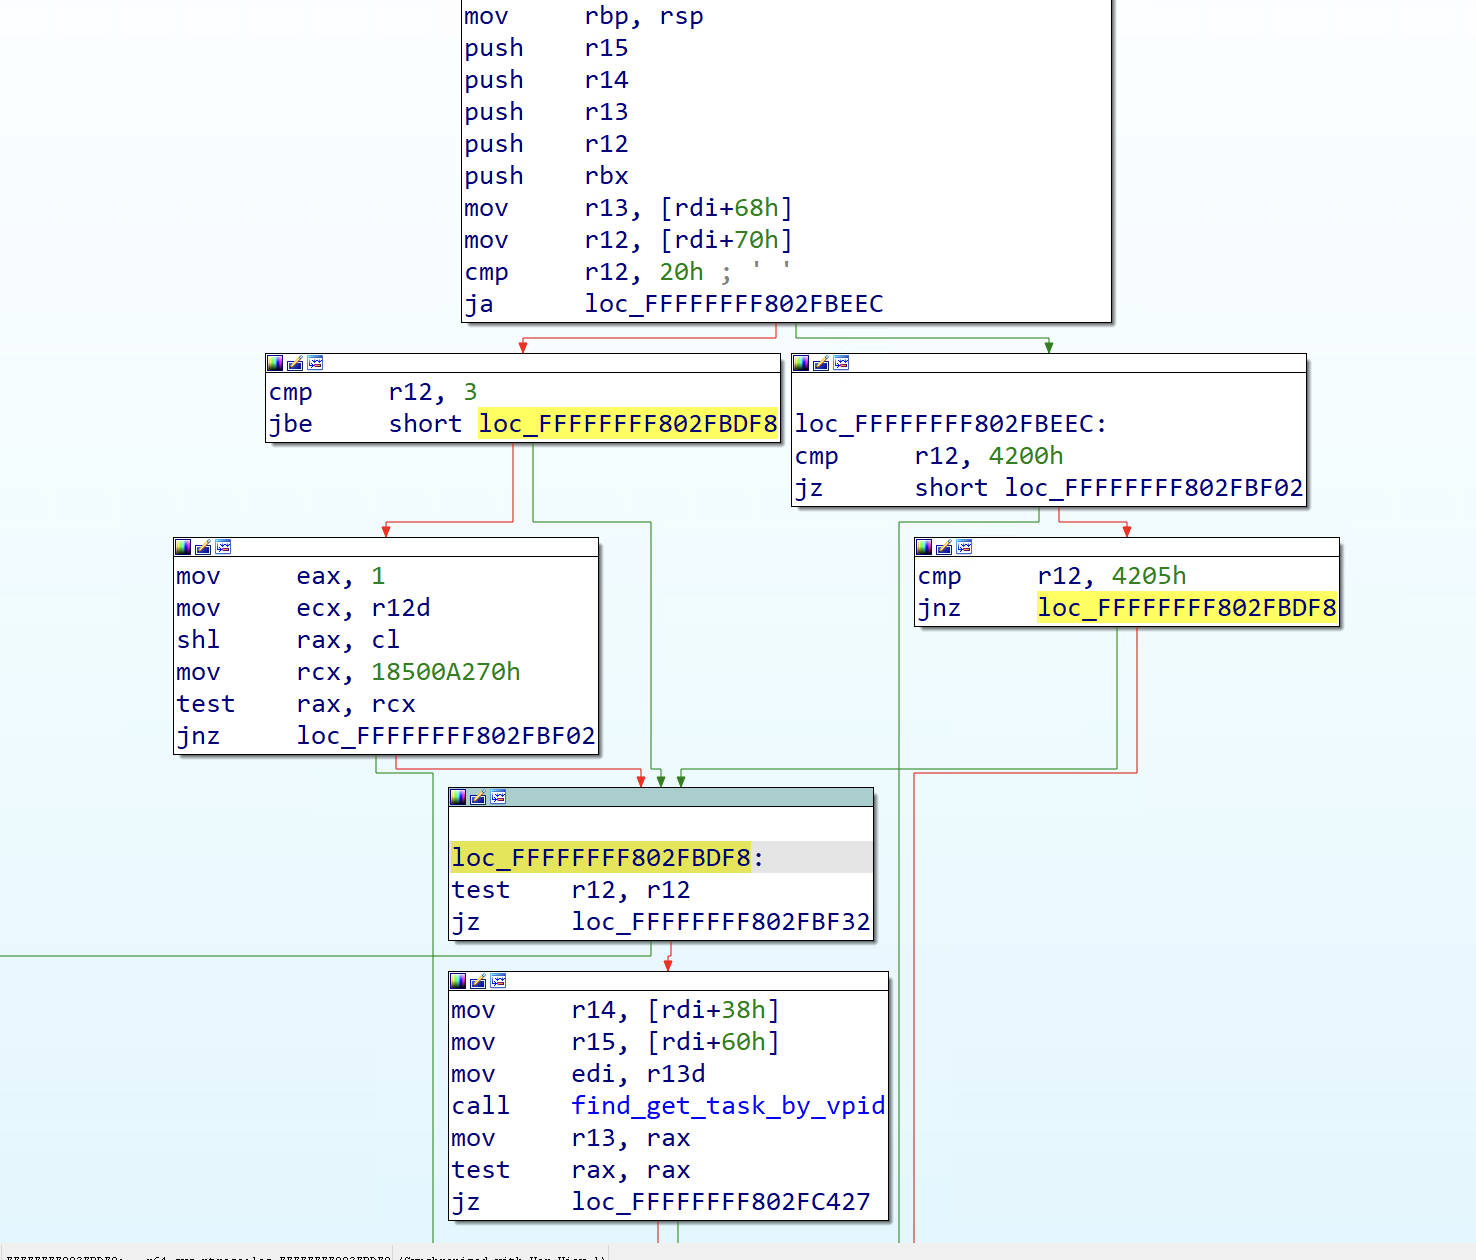 mov rbp, rsp
push r15
push r14
push r13
push r12
push rbx
mov r13, [rdi+68h]
mov r12, [rdi+70h]
cmp r12, 20h ; ' '
ja loc_FFFFFFFF802FBEEC
cmp r12, 3
jbe short loc_FFFFFFFF802FBDF8
loc_FFFFFFFF802FBEEC:
cmp r12, 4200h
jz short loc_FFFFFFFF802FBF02
mov eax, 1
mov ecx, r12d
shl rax, cl
mov rcx, 18500A270h
test rax, rcx
jnz loc_FFFFFFFF802FBF02
cmp r12, 4205h
jnz loc_FFFFFFFF802FBDF8
loc_FFFFFFFF802FBDF8:
test r12, r12
jz loc_FFFFFFFF802FBF32
mov r14, [rdi+38h]
mov r15, [rdi+60h]
mov edi, r13d
call find_get_task_by_vpid
mov r13, rax
test rax, rax
jz loc_FFFFFFFF802FC427